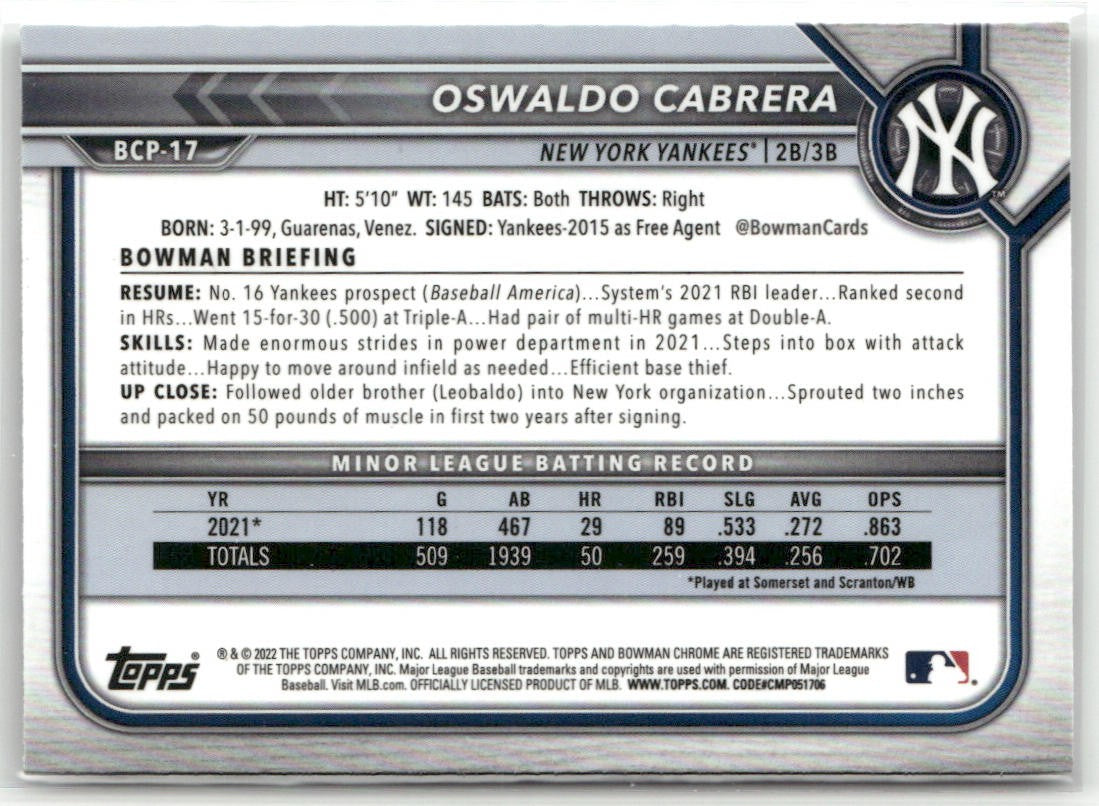 OSWALDO CABRERA
BCP-17
NEW YORK YANKEES® | 2B/3B
NY
TM
HT: 5'10" WT: 145 BATS: Both THROWS: Right
BORN: 3-1-99, Guarenas, Venez. SIGNED: Yankees-2015 as Free Agent @BowmanCards
BOWMAN BRIEFING
RESUME: No. 16 Yankees prospect (Baseball America)...System's 2021 RBI leader...Ranked second
in HRs...Went 15-for-30 (.500) at Triple-A...Had pair of multi-HR games at Double-A.
SKILLS: Made enormous strides in power department in 2021...Steps into box with attack
attitude...Happy to move around infield as needed...Efficient base thief.
UP CLOSE: Followed older brother (Leobaldo) into New York organization...Sprouted two inches
and packed on 50 pounds of muscle in first two years after signing.
MINOR LEAGUE BATTING RECORD
YR G AB HR RBI SLG AVG OPS
2021* 118 467 29 89 .533 .272 .863
TOTALS 509 1939 50 259 .394 .256 .702
*Played at Somerset and Scranton/WB
topps®
® & © 2022 THE TOPPS COMPANY, INC. ALL RIGHTS RESERVED. TOPPS AND BOWMAN CHROME ARE REGISTERED TRADEMARKS
OF THE TOPPS COMPANY, INC. Major League Baseball trademarks and copyrights are used with permission of Major League
Baseball. Visit MLB.com. OFFICIALLY LICENSED PRODUCT OF MLB. WWW.TOPPS.COM. CODE#CMP051706